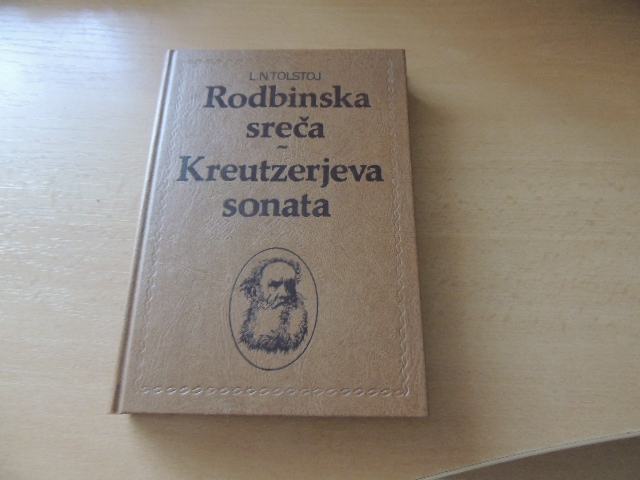 L. N. TOLSTOJ
Rodbinska
sreča
~
Kreutzerjeva
sonata